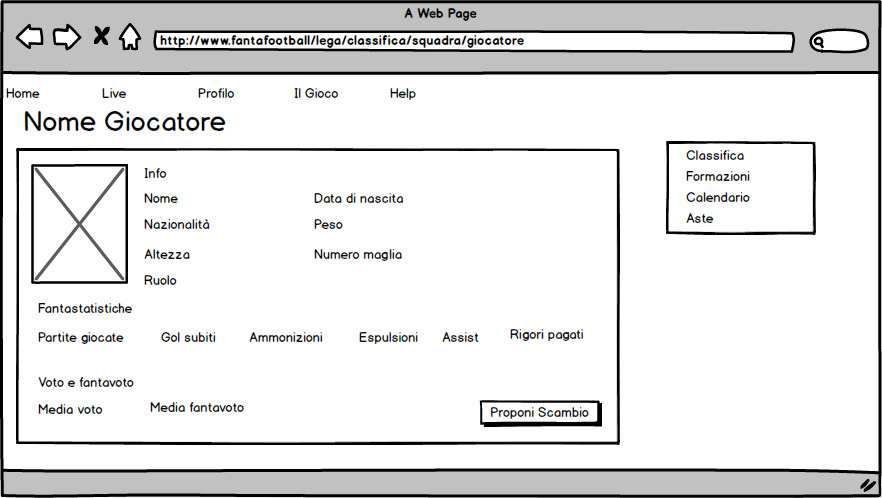 A Web Page
http://www.fantafootball/lega/classifica/squadra/giocatore
Home Live Profilo Il Gioco Help
Nome Giocatore
Info
Nome Data di nascita
Nazionalità Peso
Altezza Numero maglia
Ruolo
Fantastatistiche
Partite giocate Gol subiti Ammonizioni Espulsioni Assist Rigori pagati
Voto e fantavoto
Media voto Media fantavoto
Proponi Scambio
Classifica
Formazioni
Calendario
Aste